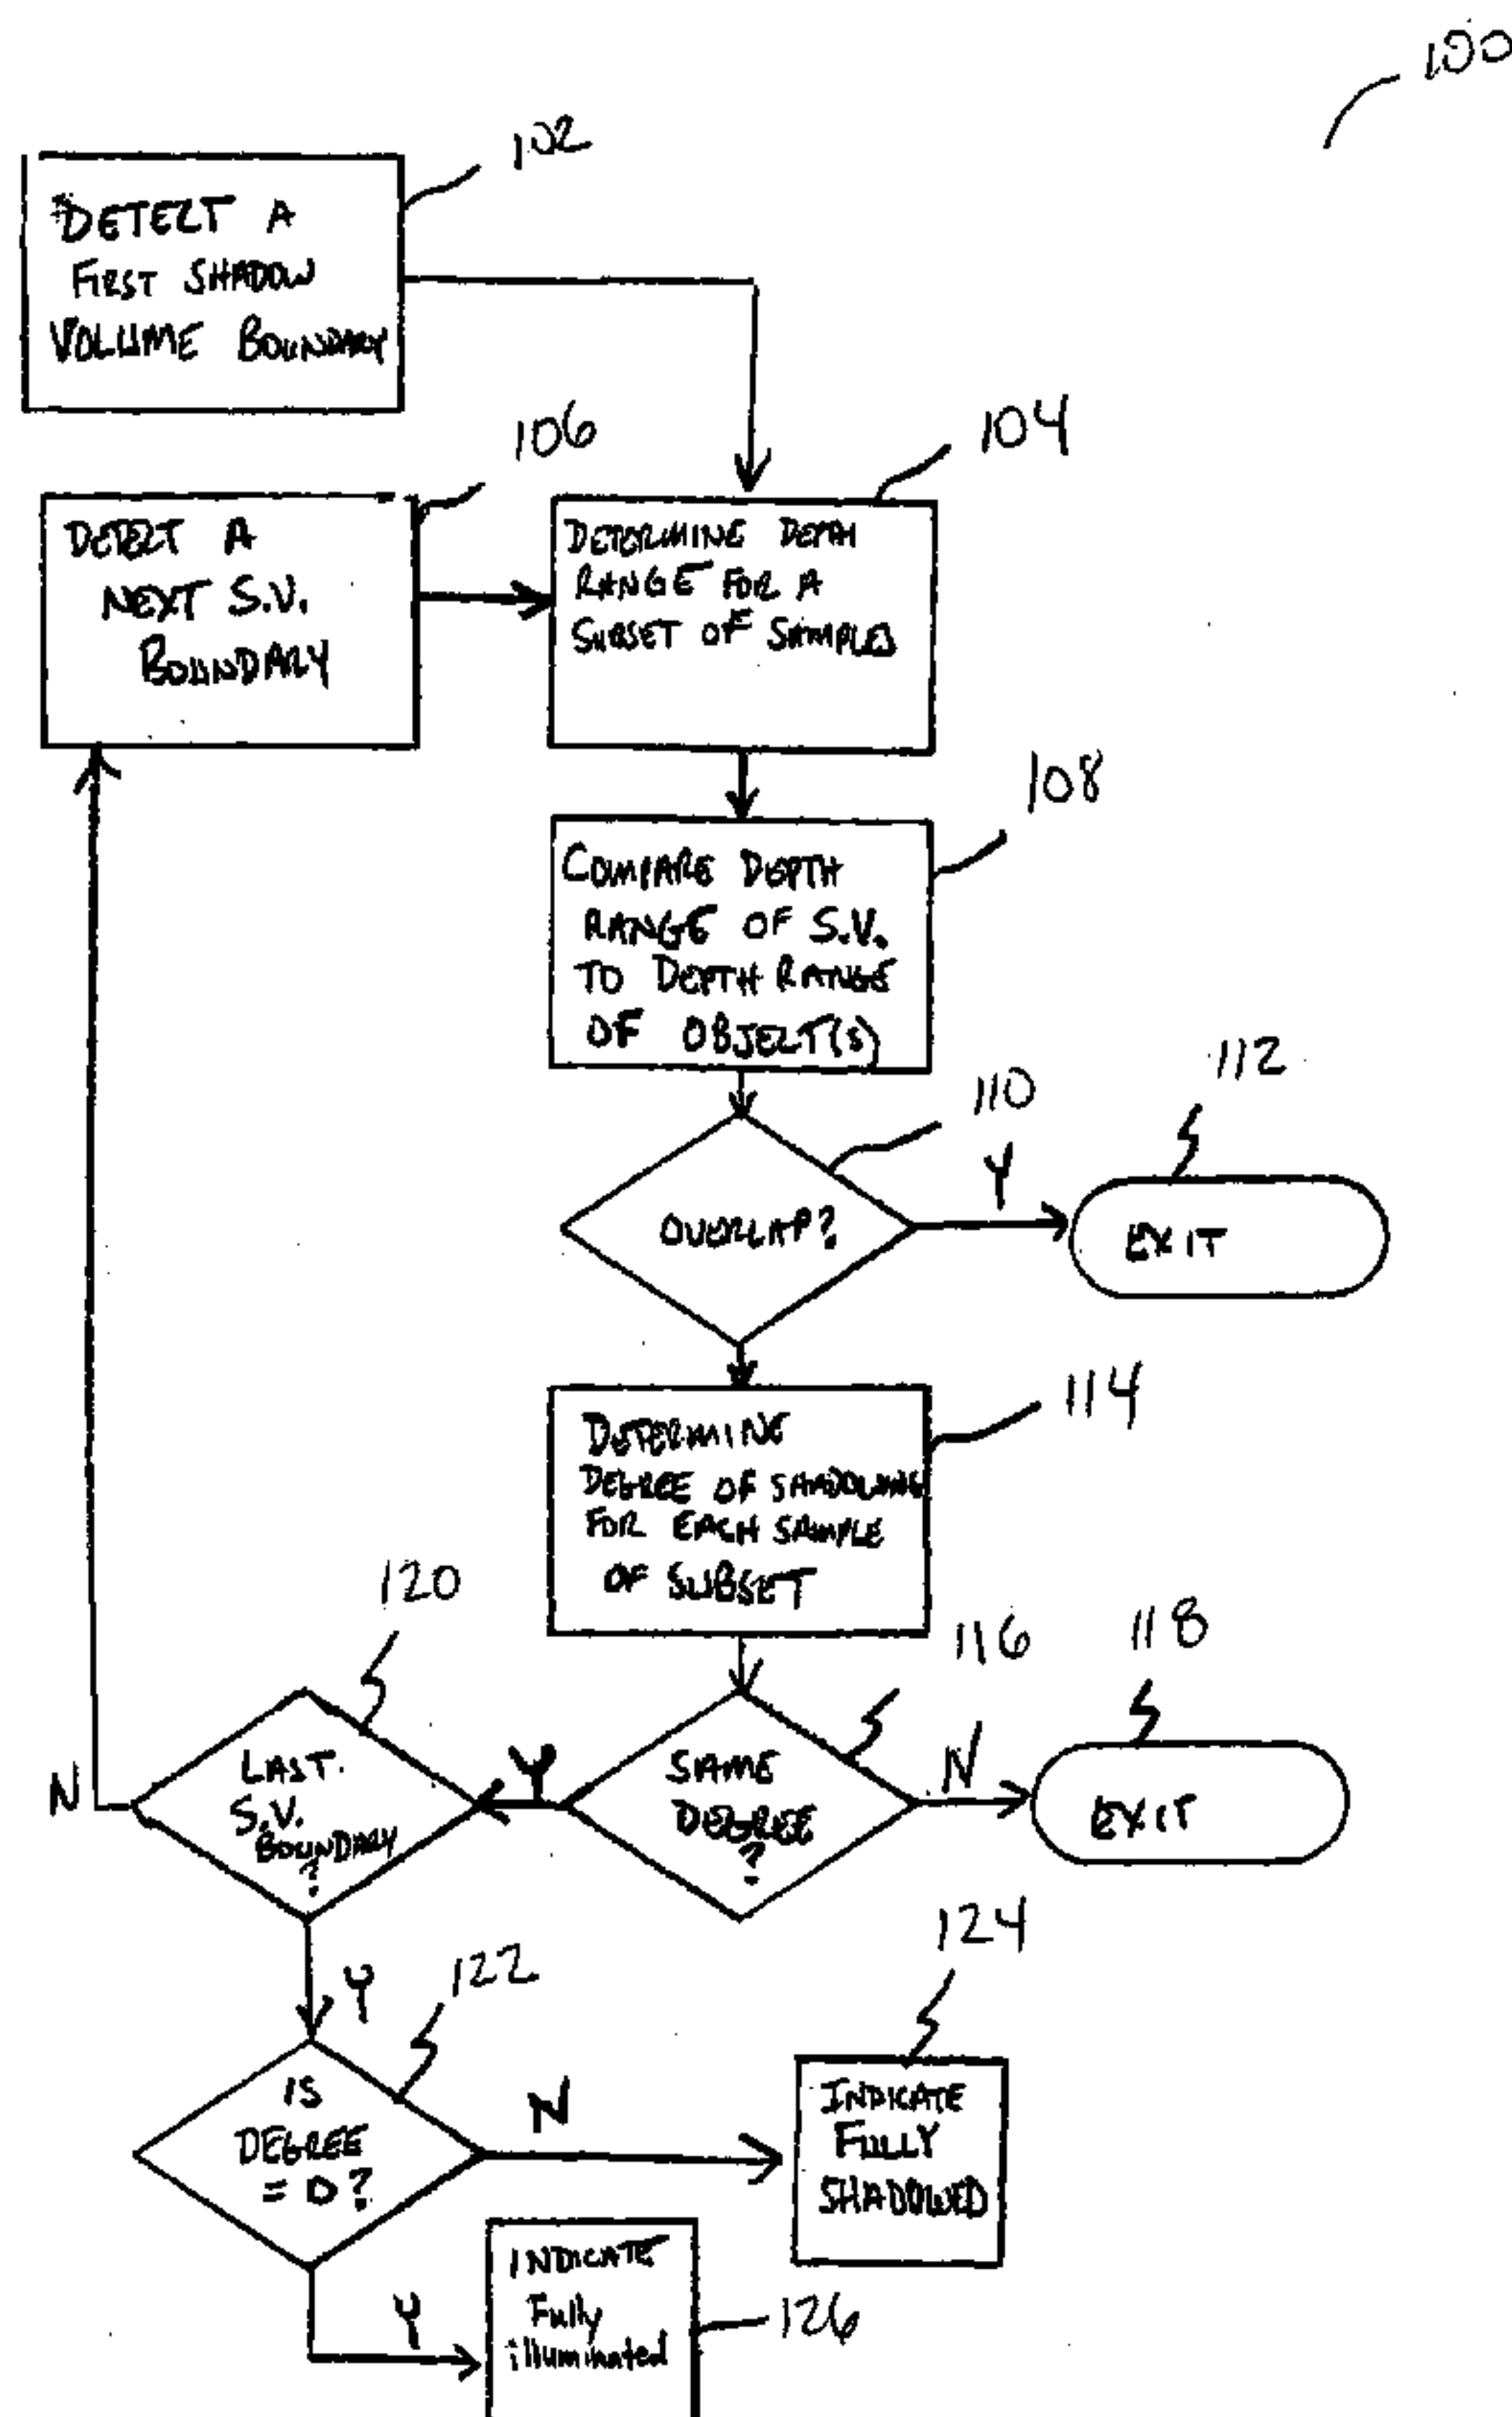 100
102
DETECT A
FIRST SHADOW
VOLUME BOUNDARY
106
104
DETECT A
NEXT S.V.
BOUNDARY
DETERMINE DEPTH
RANGE FOR A
SUBSET OF SAMPLES
108
COMPARE DEPTH
RANGE OF S.V.
TO DEPTH RANGE
OF OBJECT(S)
110
112
OVERLAP?
Y
EXIT
114
DETERMINE
DEGREE OF SHADOWING
FOR EACH SAMPLE
OF SUBSET
120
116
118
N
LAST
S.V.
BOUNDARY
?
Y
SAME
DEGREE
?
N
EXIT
Y
122
124
IS
DEGREE
= 0?
N
INDICATE
FULLY
SHADOWED
Y
INDICATE
Fully
illuminated
126